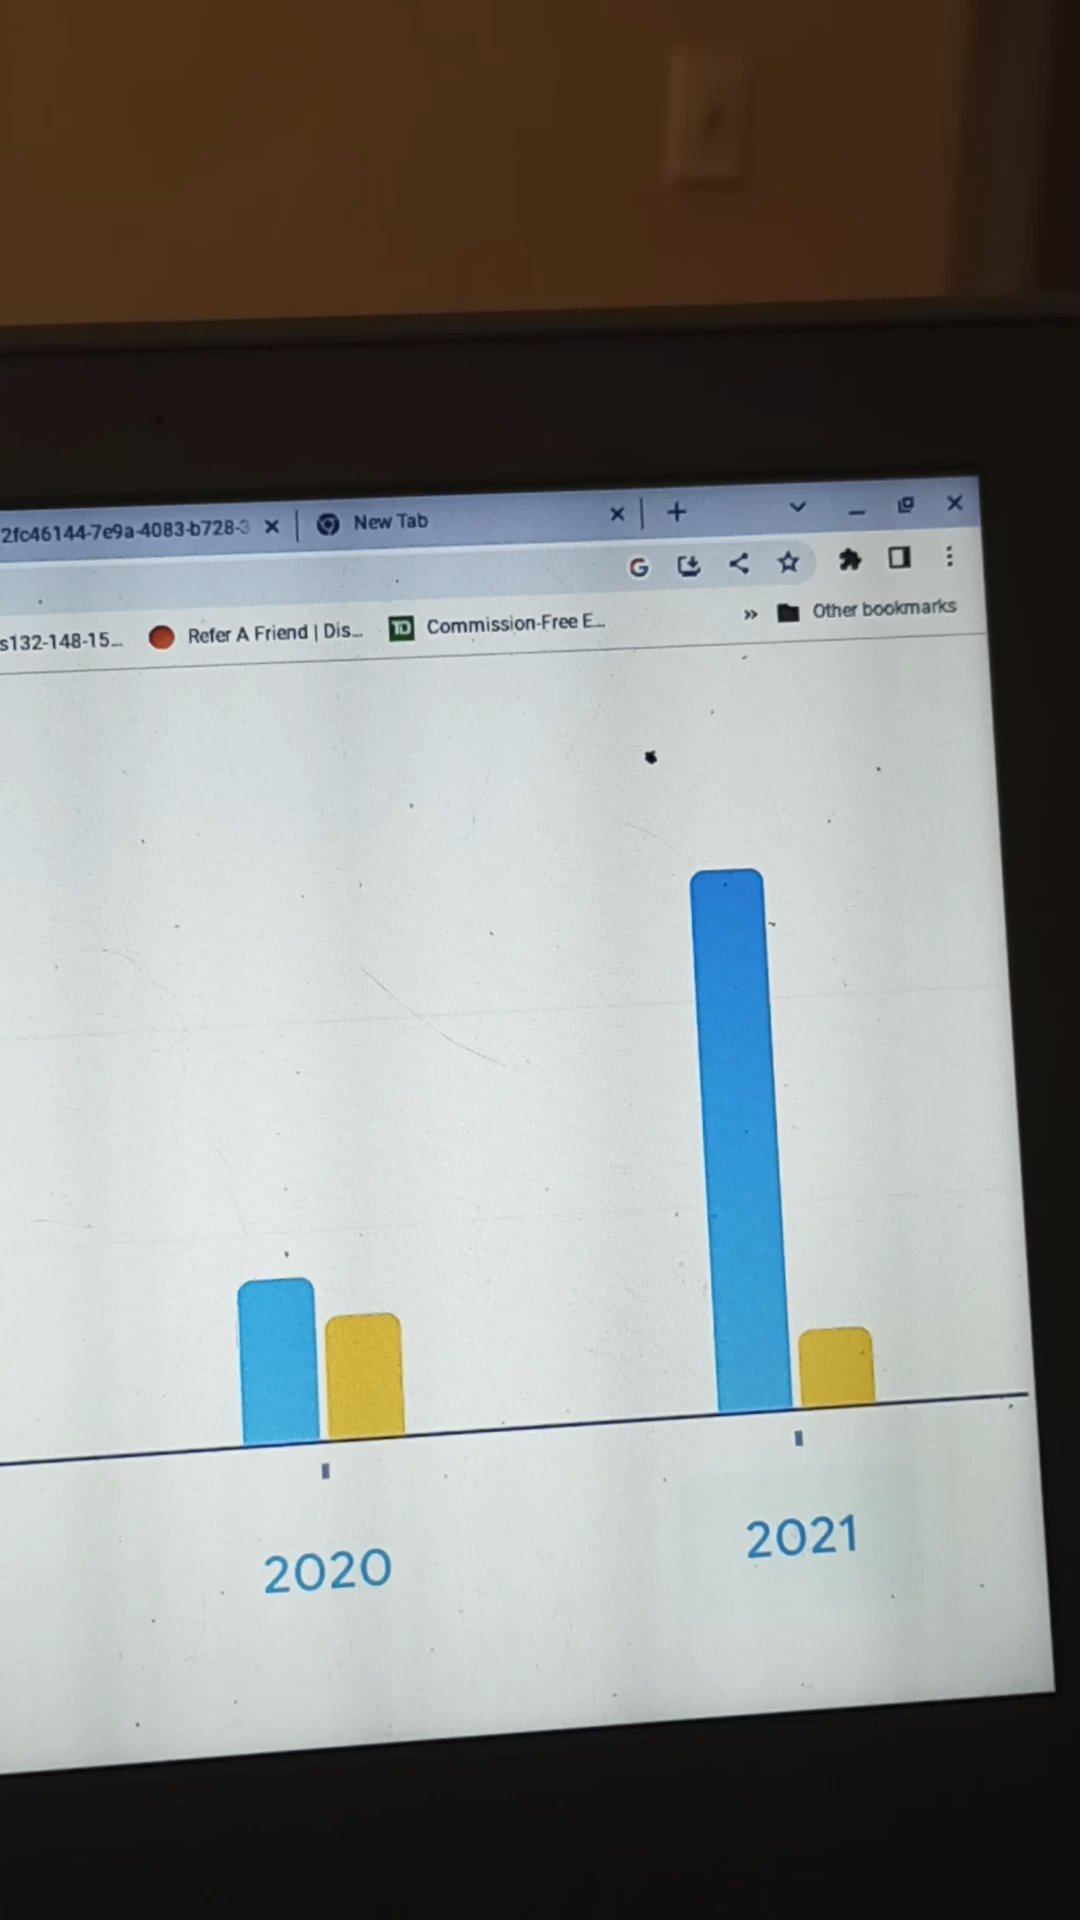 2fc46144-7e9a-4083-b728-3
New Tab
s132-148-15...
Refer A Friend | Dis...
TD
Commission-Free E...
Other bookmarks
2020
2021